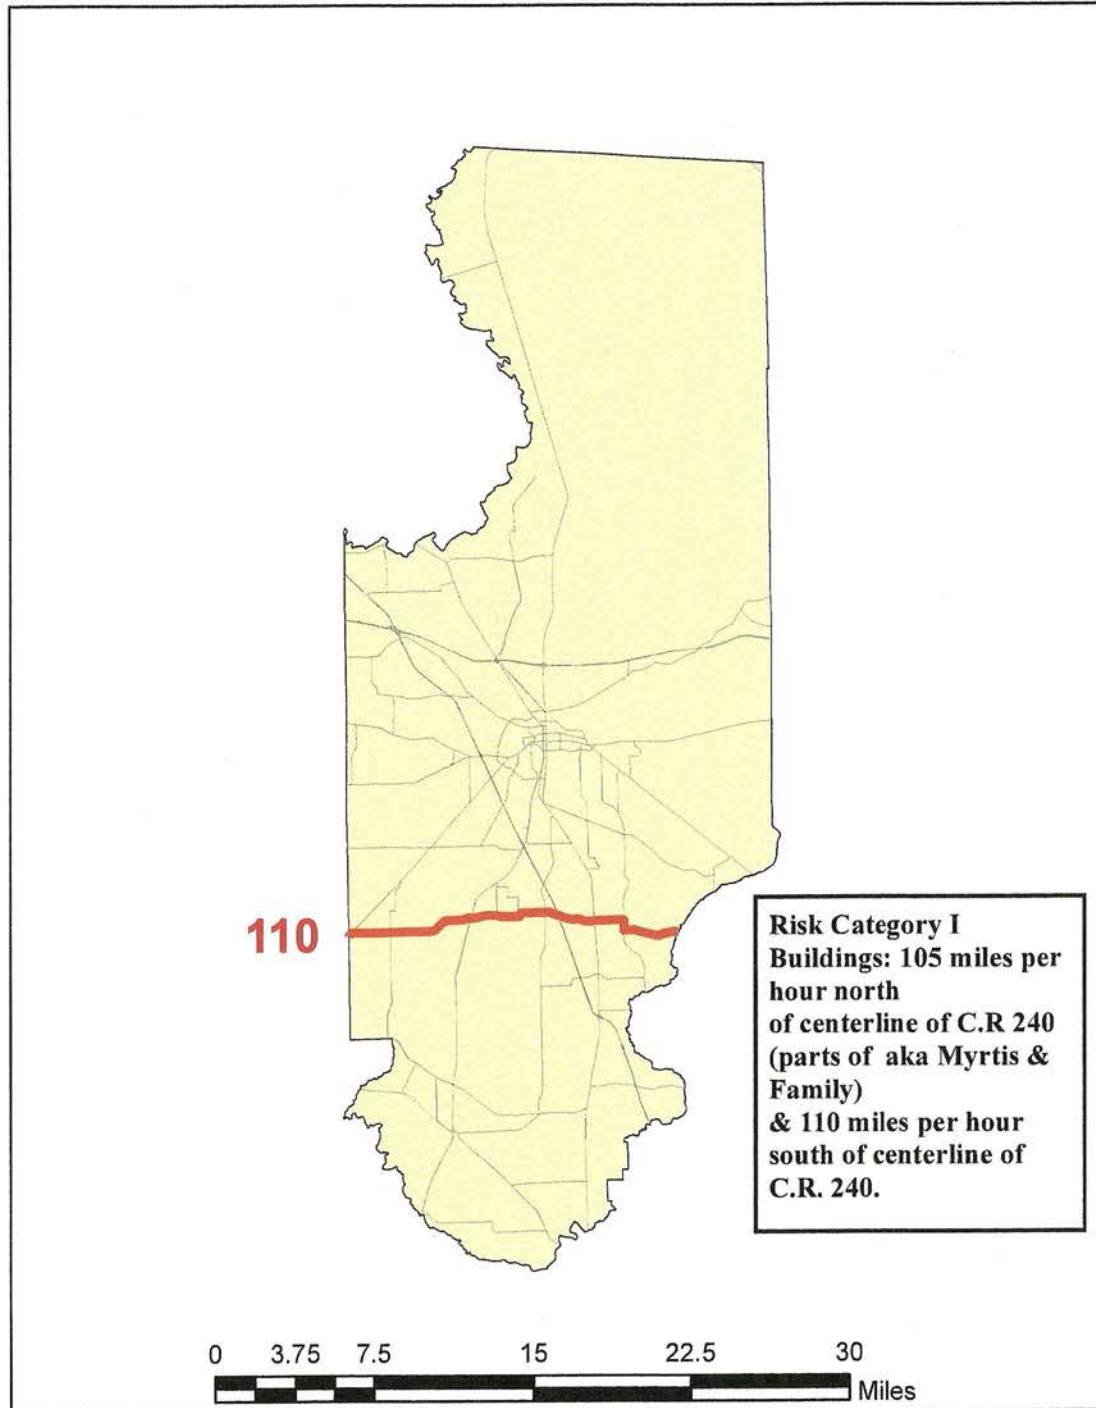 110
Risk Category I
Buildings: 105 miles per
hour north
of centerline of C.R 240
(parts of aka Myrtis &
Family)
& 110 miles per hour
south of centerline of
C.R. 240.
0 3.75 7.5 15 22.5 30
Miles